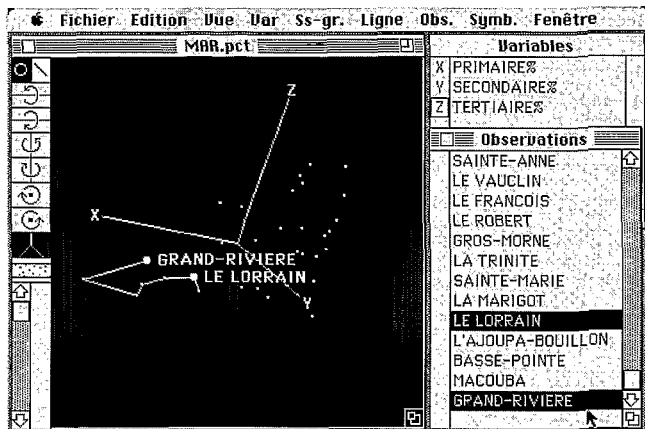 Fichier Edition Vue Var Ss-gr. Ligne Obs. Symb. Fenêtre
MAR.pct
Variables
X PRIMAIRE%
Y SECONDAIRE%
Z TERTIAIRE%
Observations
SAINTE-ANNE
LE VAUCLIN
LE FRANCOIS
LE ROBERT
GROS-MORNE
LA TRINITE
SAINTE-MARIE
LA MARIGOT
LE LORRAIN
L'AJOUPA-BOUILLON
BASSE-POINTE
MACOUBA
GRAND-RIVIERE
Z
X
GRAND-RIVIERE
LE LORRAIN
Y